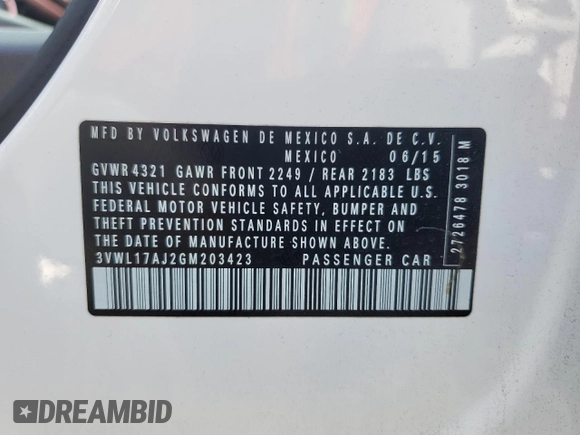 MFD BY VOLKSWAGEN DE MEXICO S.A. DE C.V.
MEXICO 06/15
GVWR 4321 GAWR FRONT 2249 / REAR 2183 LBS
THIS VEHICLE CONFORMS TO ALL APPLICABLE U.S.
FEDERAL MOTOR VEHICLE SAFETY, BUMPER AND
THEFT PREVENTION STANDARDS IN EFFECT ON
THE DATE OF MANUFACTURE SHOWN ABOVE.
3VWL17AJ2GM203423 PASSENGER CAR
2726478 3018 M
DREAMBID